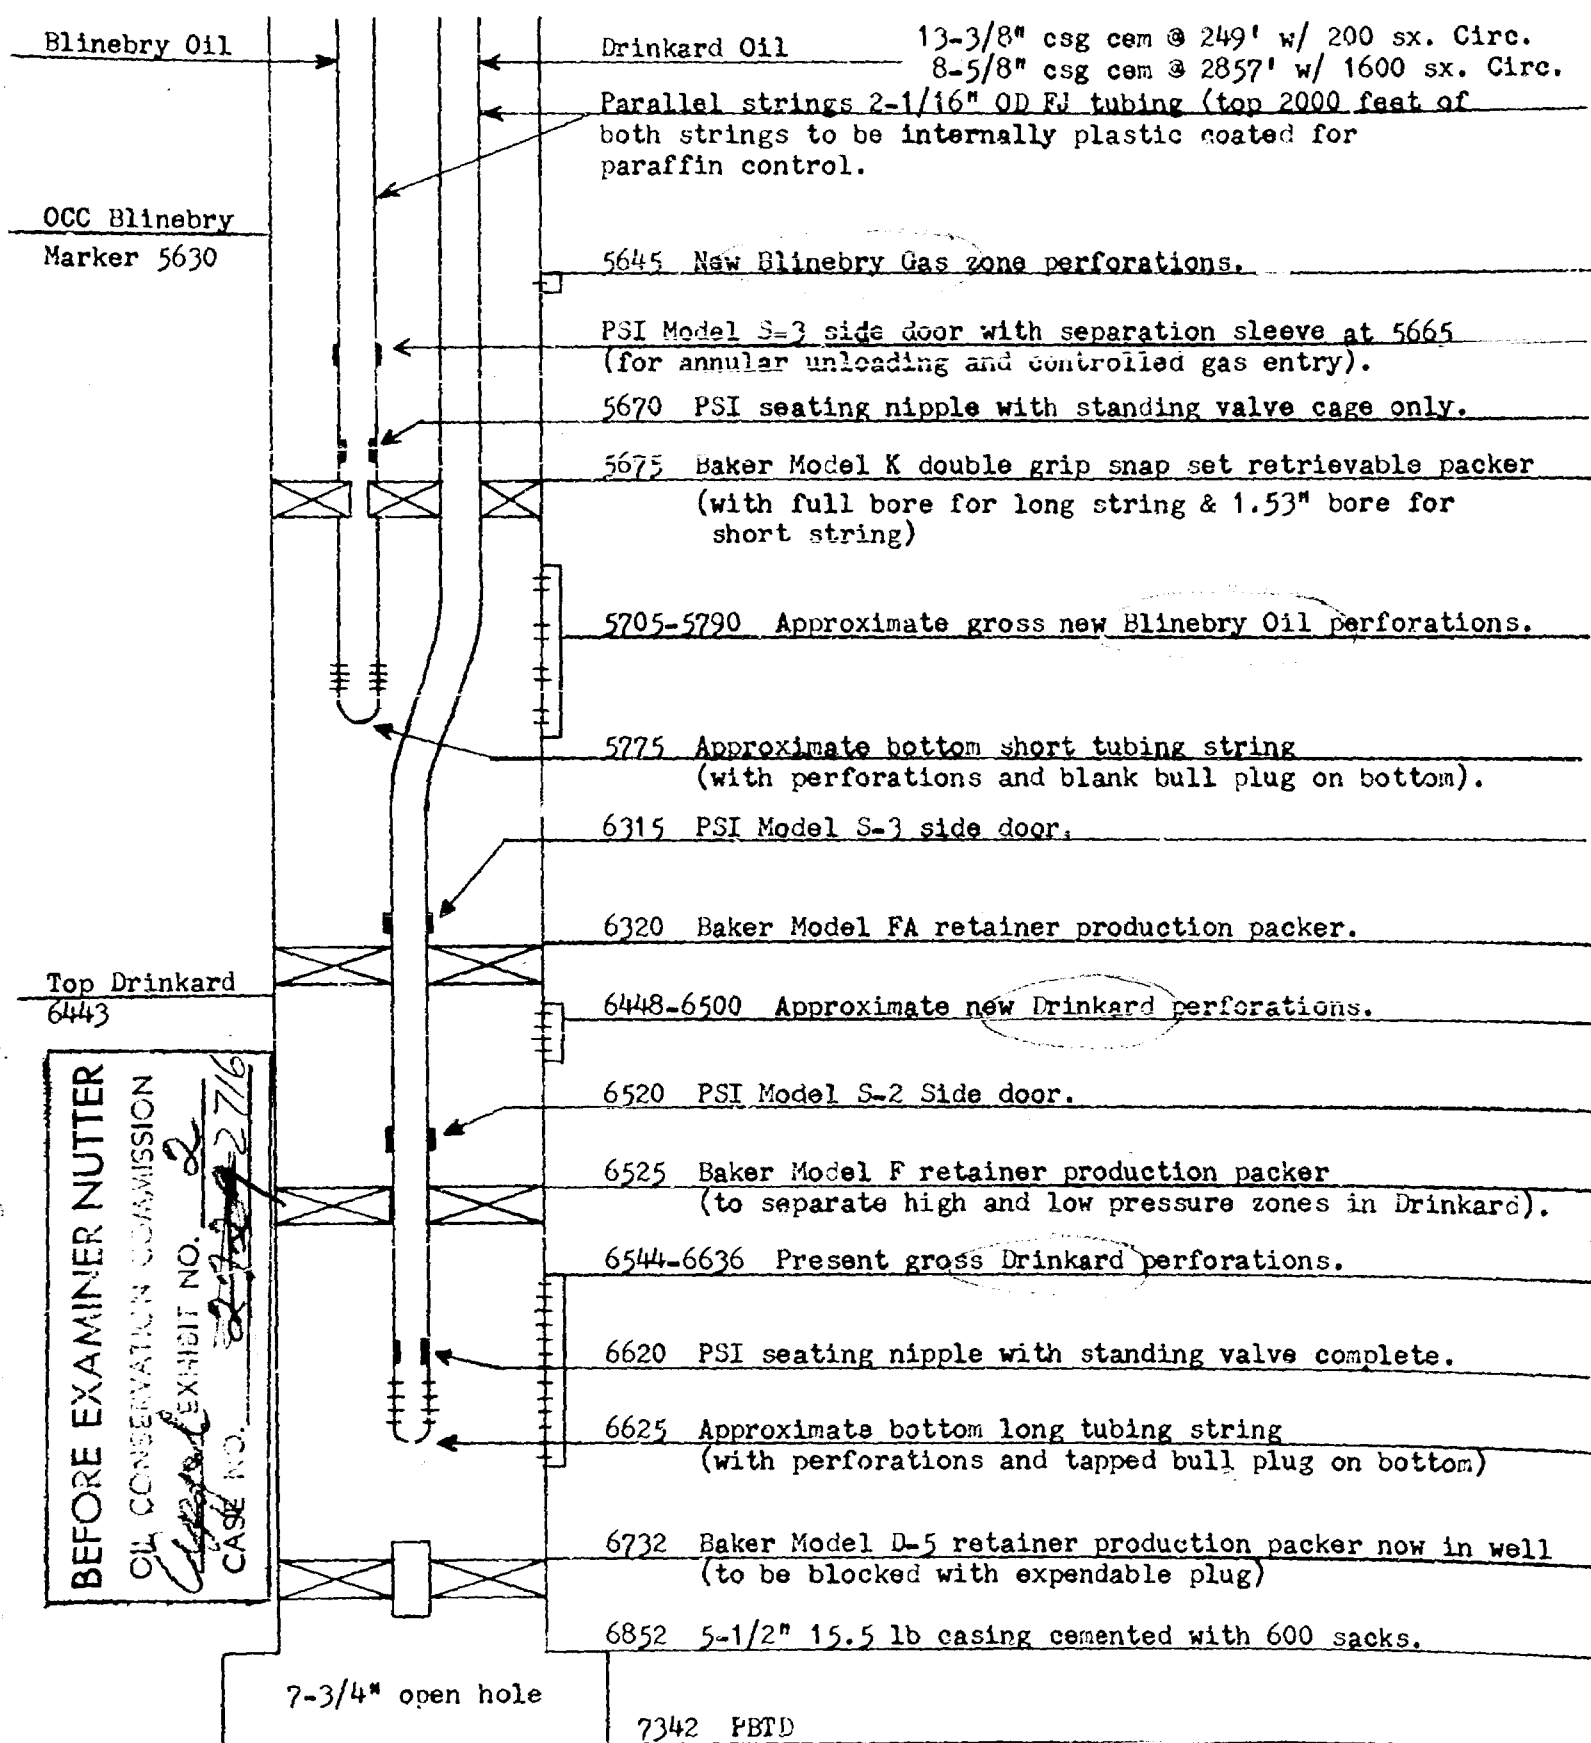 Blinebry Oil
Drinkard Oil
13-3/8" csg cem @ 249' w/ 200 sx. Circ.
8-5/8" csg cem @ 2857' w/ 1600 sx. Circ.
Parallel strings 2-1/16" OD FJ tubing (top 2000 feet of
both strings to be internally plastic coated for
paraffin control.
OCC Blinebry
Marker 5630
5645 New Blinebry Gas zone perforations.
PSI Model S-3 side door with separation sleeve at 5665
(for annular unloading and controlled gas entry).
5670 PSI seating nipple with standing valve cage only.
5675 Baker Model K double grip snap set retrievable packer
(with full bore for long string & 1.53" bore for
short string)
5705-5790 Approximate gross new Blinebry Oil perforations.
5775 Approximate bottom short tubing string
(with perforations and blank bull plug on bottom).
6315 PSI Model S-3 side door.
6320 Baker Model FA retainer production packer.
Top Drinkard
6443
6448-6500 Approximate new Drinkard perforations.
6520 PSI Model S-2 Side door.
6525 Baker Model F retainer production packer
(to separate high and low pressure zones in Drinkard).
6544-6636 Present gross Drinkard perforations.
6620 PSI seating nipple with standing valve complete.
6625 Approximate bottom long tubing string
(with perforations and tapped bull plug on bottom)
6732 Baker Model D-5 retainer production packer now in well
(to be blocked with expendable plug)
6852 5-1/2" 15.5 lb casing cemented with 600 sacks.
7-3/4" open hole
7342 PBTD
BEFORE EXAMINER NUTTER
OIL CONSERVATION COMMISSION
EXHIBIT NO. 2
CASE NO. 2716